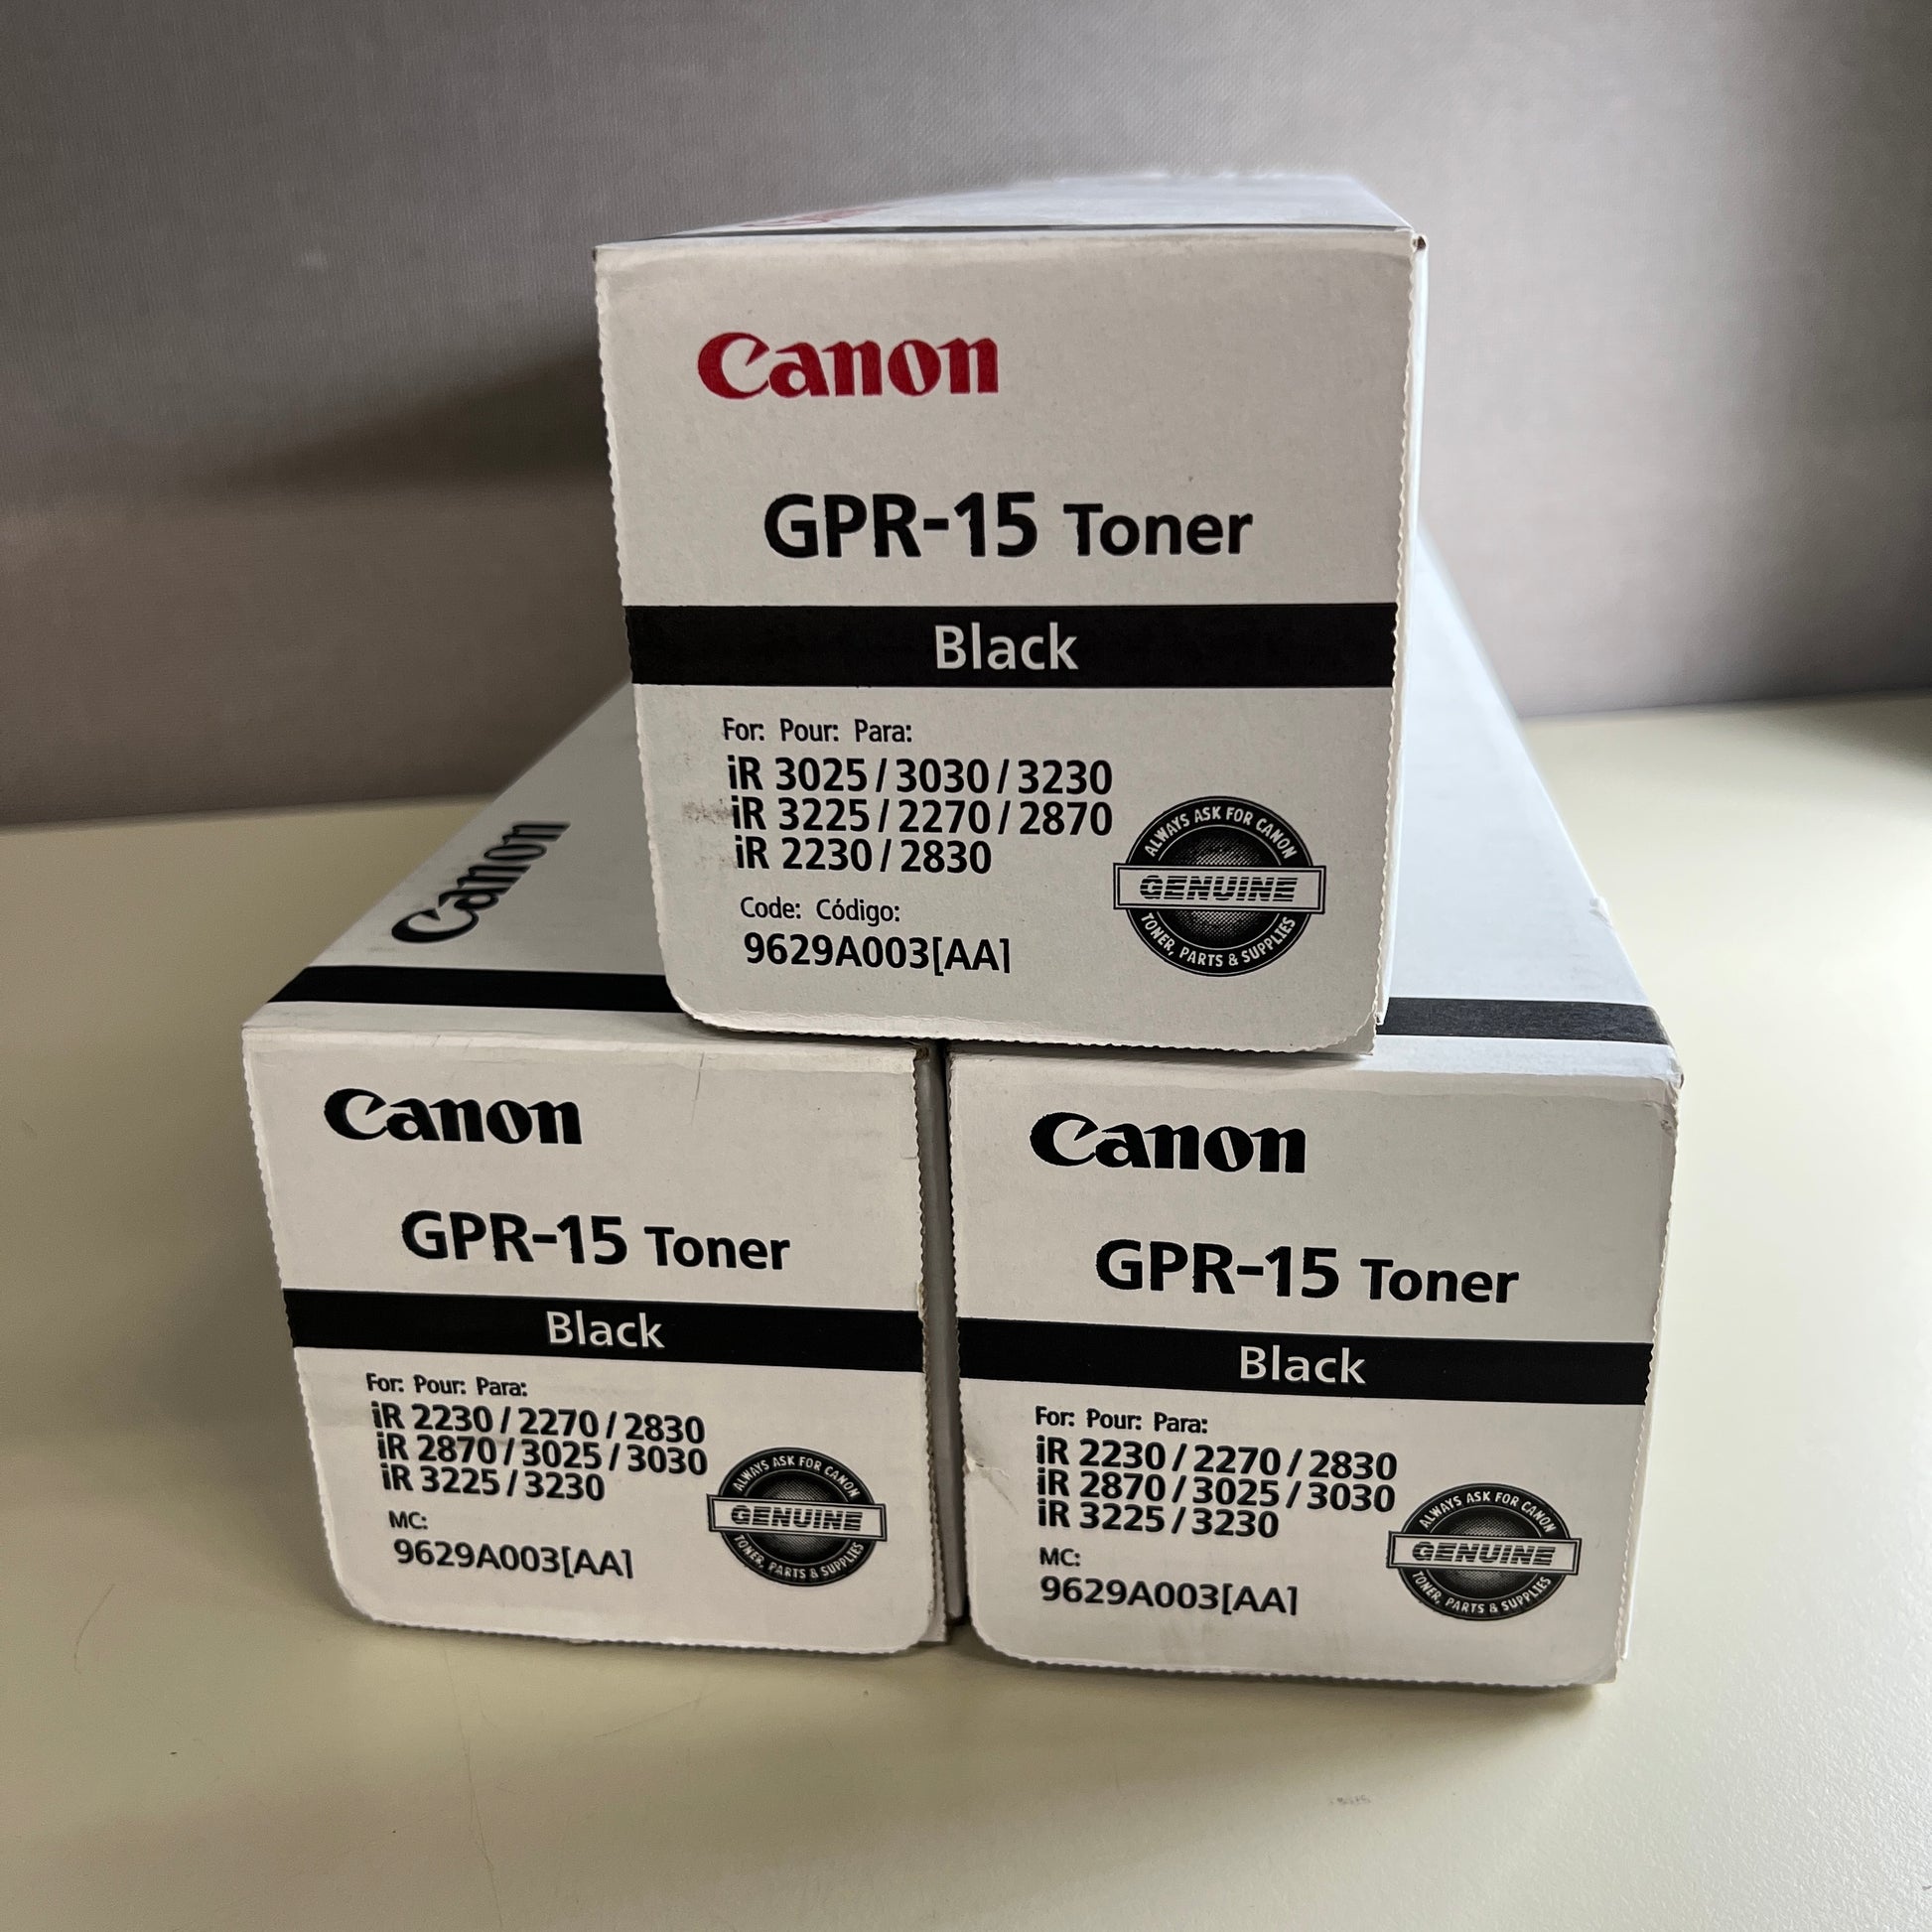 Canon
GPR-15 Toner
Black
For: Pour: Para:
iR 3025/3030/3230
iR 3225/2270/2870
iR 2230/2830
Code: Código:
9629A003[AA]
ALWAYS ASK FOR CANON
GENUINE
TONER, PARTS & SUPPLIES
Canon
Canon
GPR-15 Toner
Black
For: Pour: Para:
iR 2230/2270/2830
iR 2870/3025/3030
iR 3225/3230
MC:
9629A003[AA]
ALWAYS ASK FOR CANON
GENUINE
TONER, PARTS & SUPPLIES
Canon
GPR-15 Toner
Black
For: Pour: Para:
iR 2230/2270/2830
iR 2870/3025/3030
iR 3225/3230
MC:
9629A003[AA]
ALWAYS ASK FOR CANON
GENUINE
TONER, PARTS & SUPPLIES